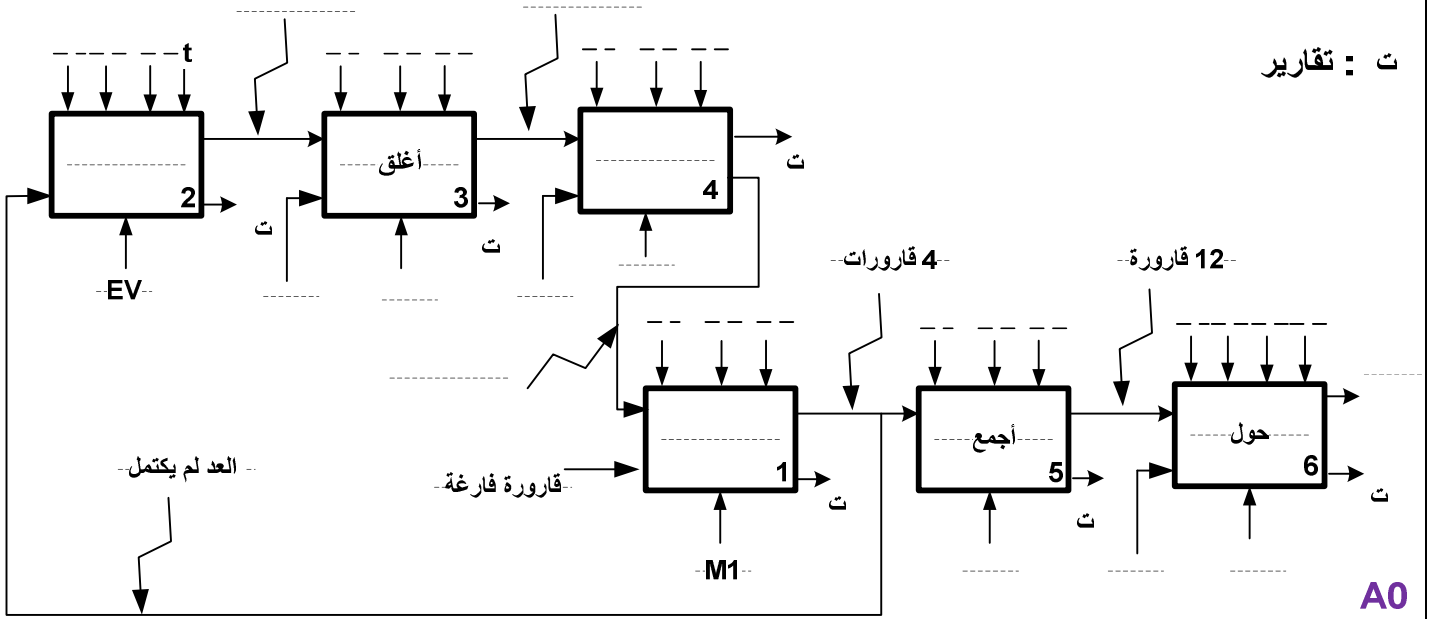 ت : تقارير
t
أغلق
2
3
4
ت
ت
ت
EV
4 قارورات
12 قارورة
أجمع
حول
1
5
6
قارورة فارغة
العد لم يكتمل
ت
ت
ت
M1
A0